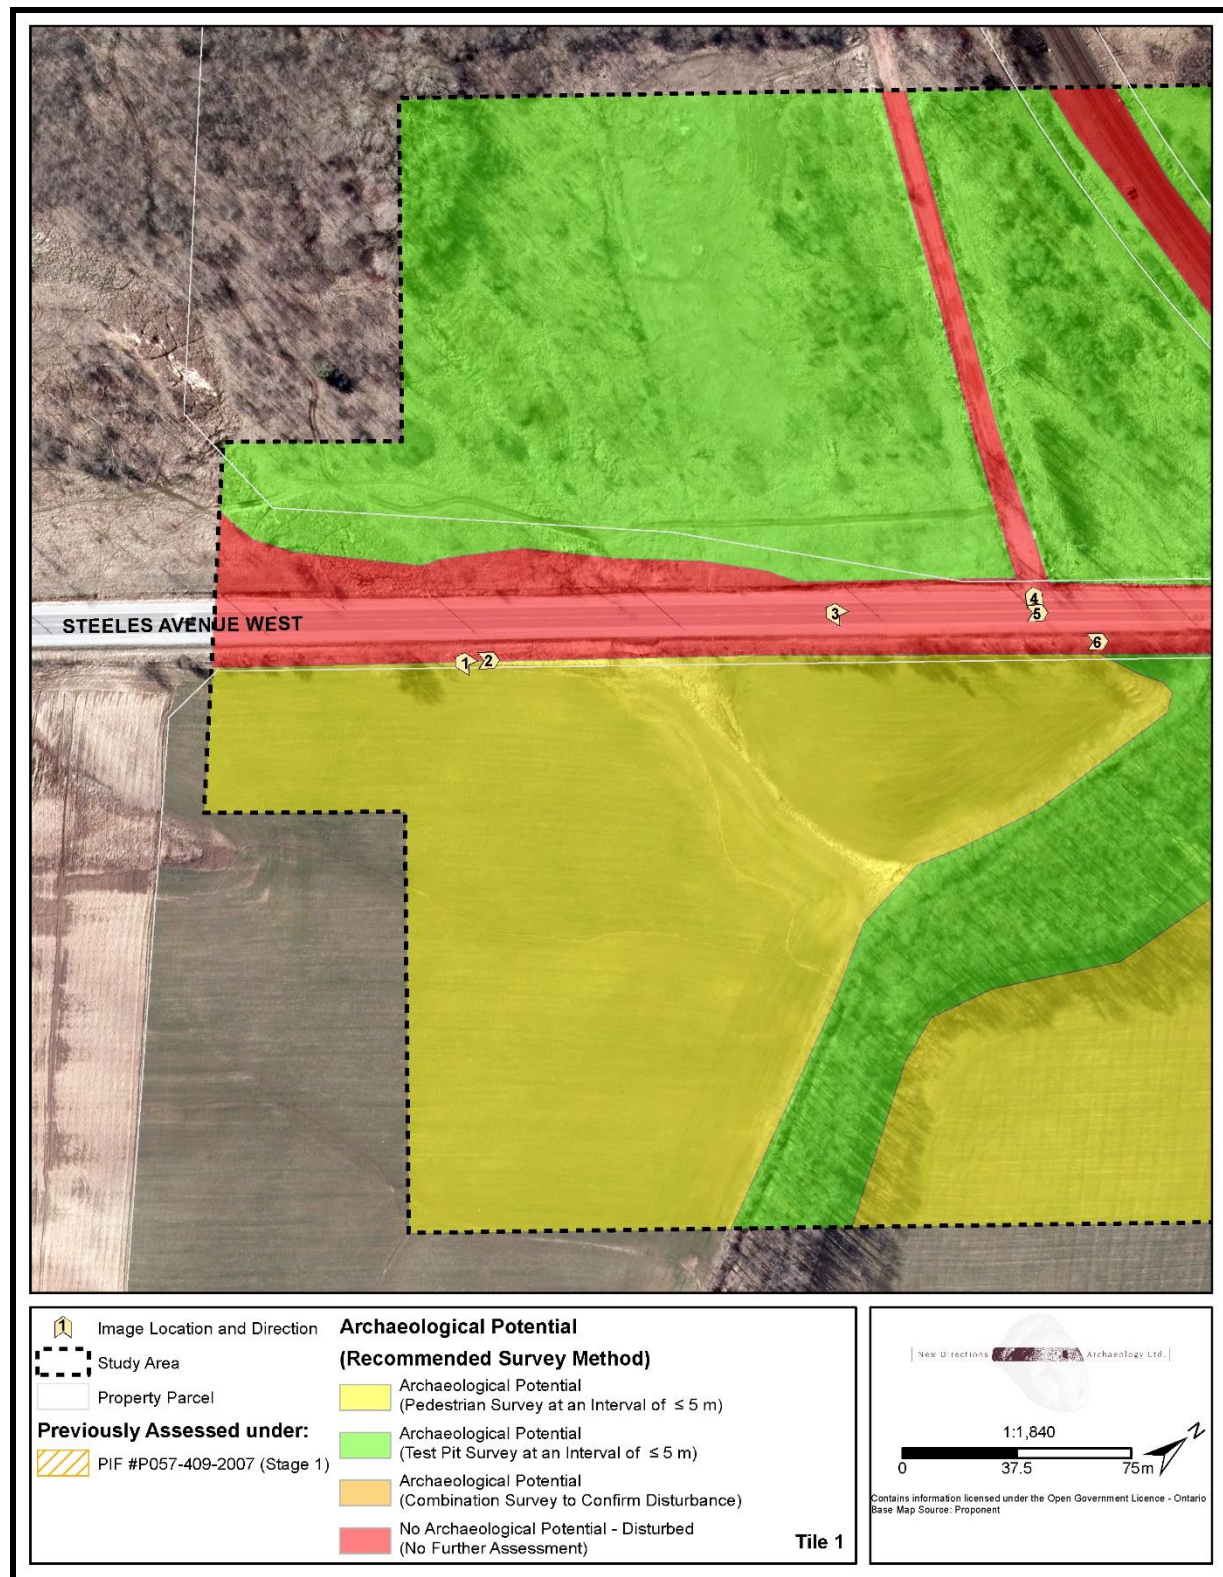 STEELES AVENUE WEST
3
4
5
6
1
2
1
Image Location and Direction
Study Area
Property Parcel
Previously Assessed under:
PIF #P057-409-2007 (Stage 1)
Archaeological Potential
(Recommended Survey Method)
Archaeological Potential
(Pedestrian Survey at an Interval of ≤ 5 m)
Archaeological Potential
(Test Pit Survey at an Interval of ≤ 5 m)
Archaeological Potential
(Combination Survey to Confirm Disturbance)
No Archaeological Potential - Disturbed
(No Further Assessment)
Tile 1
New Directions Archaeology Ltd.
1:1,840
0 37.5 75m
N
Contains information licensed under the Open Government Licence - Ontario
Base Map Source: Proponent